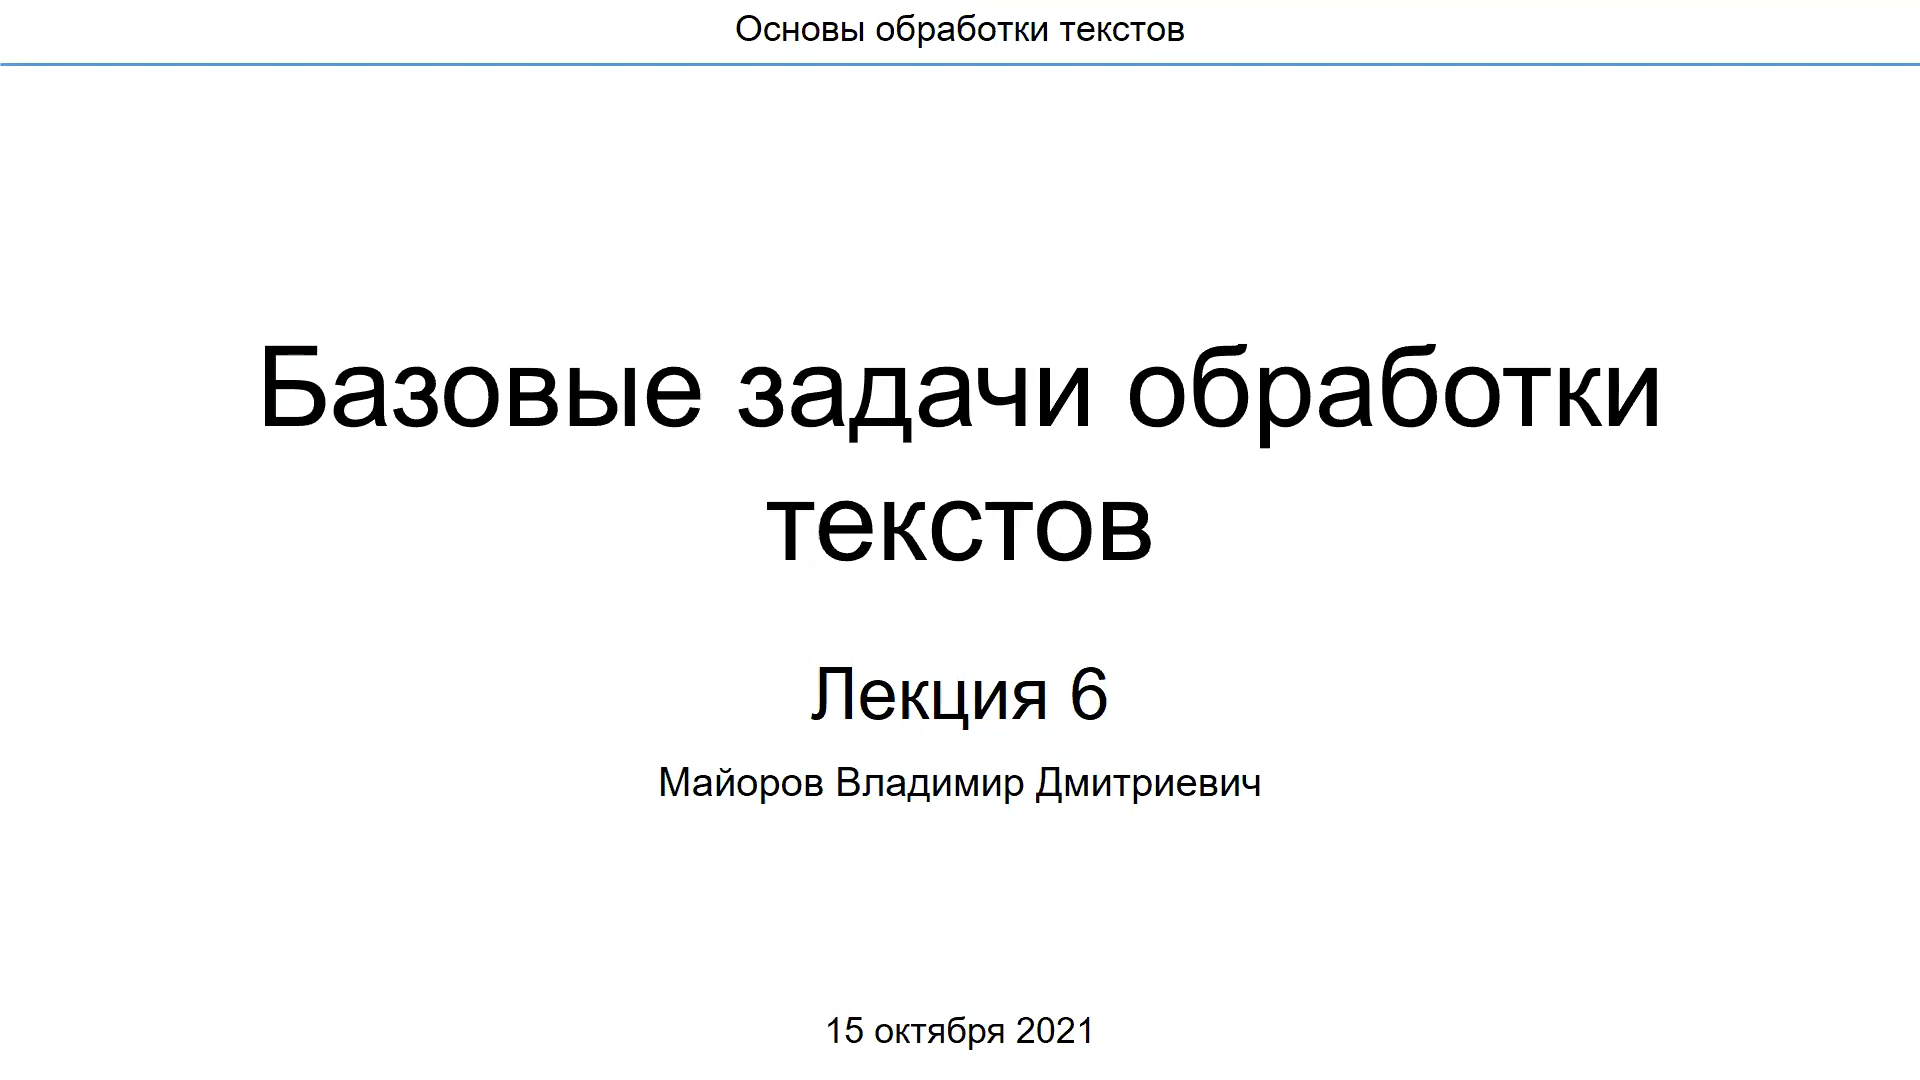 Основы обработки текстов
Базовые задачи обработки
текстов
Лекция 6
Майоров Владимир Дмитриевич
15 октября 2021